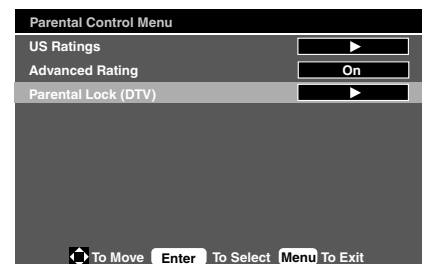 Parental Control Menu
US Ratings
Advanced Rating On
Parental Lock (DTV)
To Move Enter To Select Menu To Exit